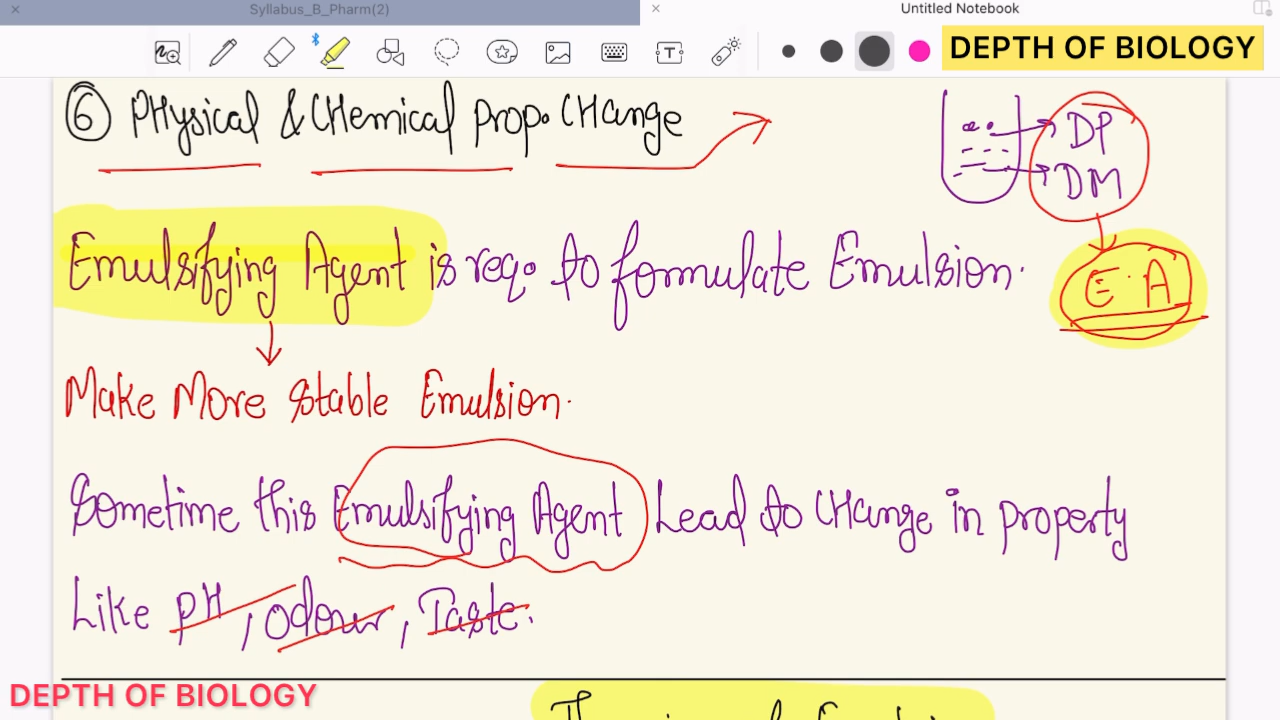 Syllabus_B_Pharm(2)
Untitled Notebook
DEPTH OF BIOLOGY
⑥ PHysical & CHemical prop. CHange
DP
DM
Emulsifying Agent is req. to formulate Emulsion.
E.A
Make More Stable Emulsion.
Sometime this Emulsifying Agent Lead to CHange in property
Like pH, Odour, Taste.
DEPTH OF BIOLOGY